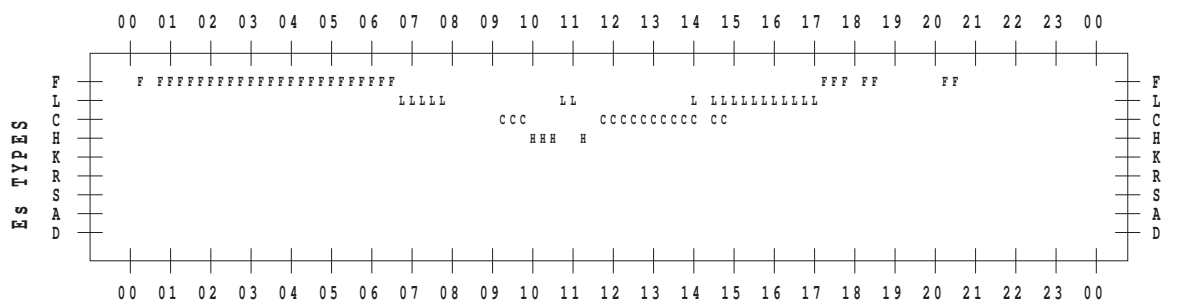 00 01 02 03 04 05 06 07 08 09 10 11 12 13 14 15 16 17 18 19 20 21 22 23 00
F F FFFFFFFFFFFFFFFFFFFFFFFF FFF FF FF F
L LLLLL LL L LLLLLLLLLLL L
C CCC CCCCCCCCCC CC C
H HHH H H
K K
R R
S S
A A
D D
Es TYPES
00 01 02 03 04 05 06 07 08 09 10 11 12 13 14 15 16 17 18 19 20 21 22 23 00